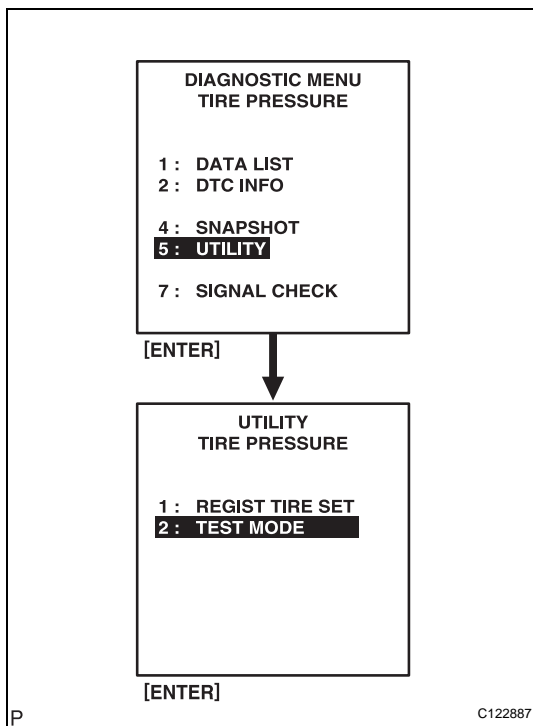 DIAGNOSTIC MENU
TIRE PRESSURE
1 : DATA LIST
2 : DTC INFO
4 : SNAPSHOT
5 : UTILITY
7 : SIGNAL CHECK
[ENTER]
UTILITY
TIRE PRESSURE
1 : REGIST TIRE SET
2 : TEST MODE
[ENTER]
P
C122887